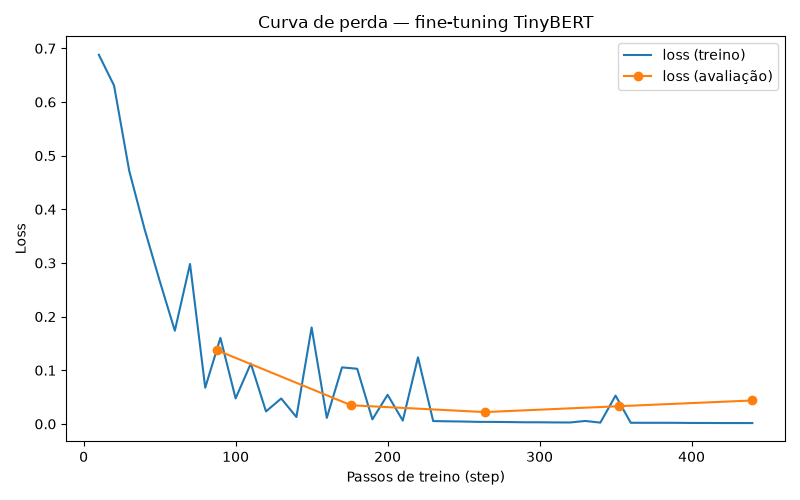 Curva de perda — fine-tuning TinyBERT
loss (treino)
loss (avaliação)
0.7
0.6
0.5
0.4
0.3
0.2
0.1
0.0
Loss
0 100 200 300 400
Passos de treino (step)